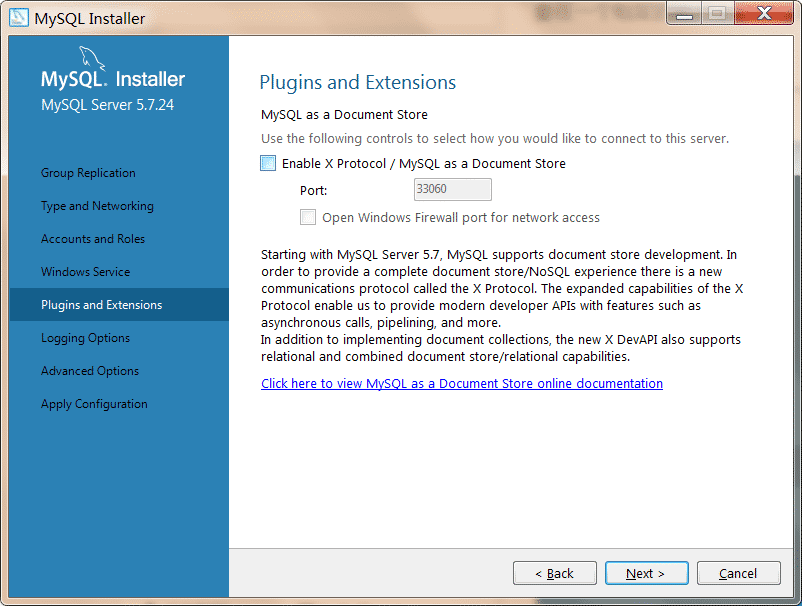 MySQL Installer
MySQL. Installer
MySQL Server 5.7.24
Group Replication
Type and Networking
Accounts and Roles
Windows Service
Plugins and Extensions
Logging Options
Advanced Options
Apply Configuration
Plugins and Extensions
MySQL as a Document Store
Use the following controls to select how you would like to connect to this server.
Enable X Protocol / MySQL as a Document Store
Port: 33060
Open Windows Firewall port for network access
Starting with MySQL Server 5.7, MySQL supports document store development. In
order to provide a complete document store/NoSQL experience there is a new
communications protocol called the X Protocol. The expanded capabilities of the X
Protocol enable us to provide modern developer APIs with features such as
asynchronous calls, pipelining, and more.
In addition to implementing document collections, the new X DevAPI also supports
relational and combined document store/relational capabilities.
Click here to view MySQL as a Document Store online documentation
< Back Next > Cancel